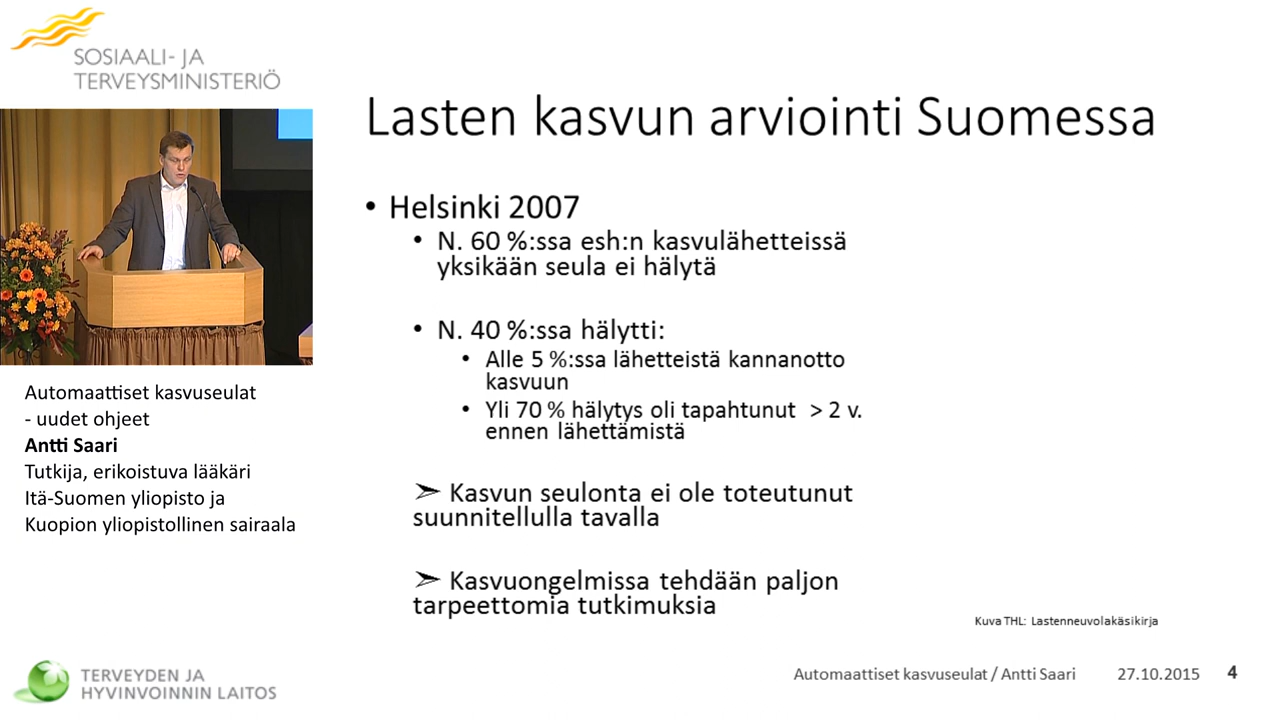 SOSIAALI- JA
TERVEYSMINISTERIÖ
Lasten kasvun arviointi Suomessa
• Helsinki 2007
• N. 60 %:ssa esh:n kasvulähetteissä
yksikään seula ei hälytä
• N. 40 %:ssa hälytti:
• Alle 5 %:ssa lähetteistä kannanotto
kasvuun
• Yli 70 % hälytys oli tapahtunut > 2 v.
ennen lähettämistä
➢ Kasvun seulonta ei ole toteutunut
suunnitellulla tavalla
➢ Kasvuongelmissa tehdään paljon
tarpeettomia tutkimuksia
Kuva THL: Lastenneuvolakäsikirja
Automaattiset kasvuseulat
- uudet ohjeet
Antti Saari
Tutkija, erikoistuva lääkäri
Itä-Suomen yliopisto ja
Kuopion yliopistollinen sairaala
TERVEYDEN JA
HYVINVOINNIN LAITOS
Automaattiset kasvuseulat / Antti Saari 27.10.2015 4